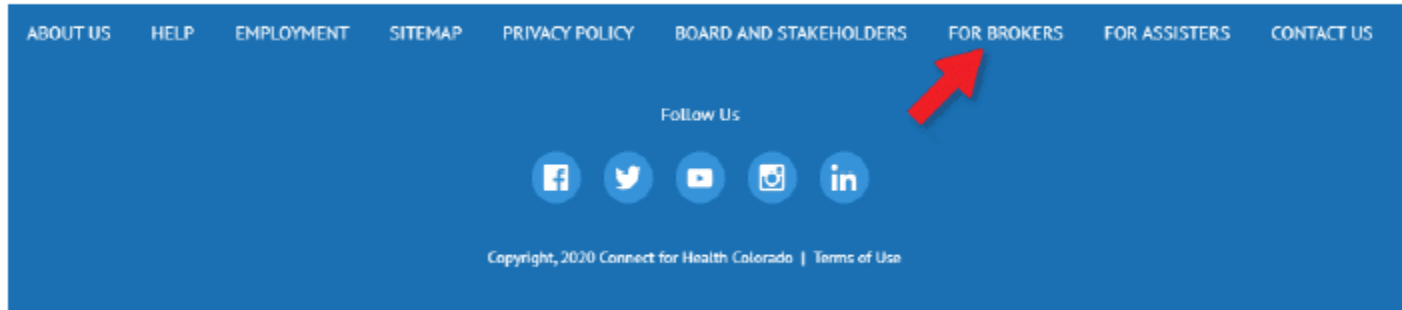 ABOUT US HELP EMPLOYMENT SITEMAP PRIVACY POLICY BOARD AND STAKEHOLDERS FOR BROKERS FOR ASSISTERS CONTACT US
Follow Us
Copyright, 2020 Connect for Health Colorado | Terms of Use